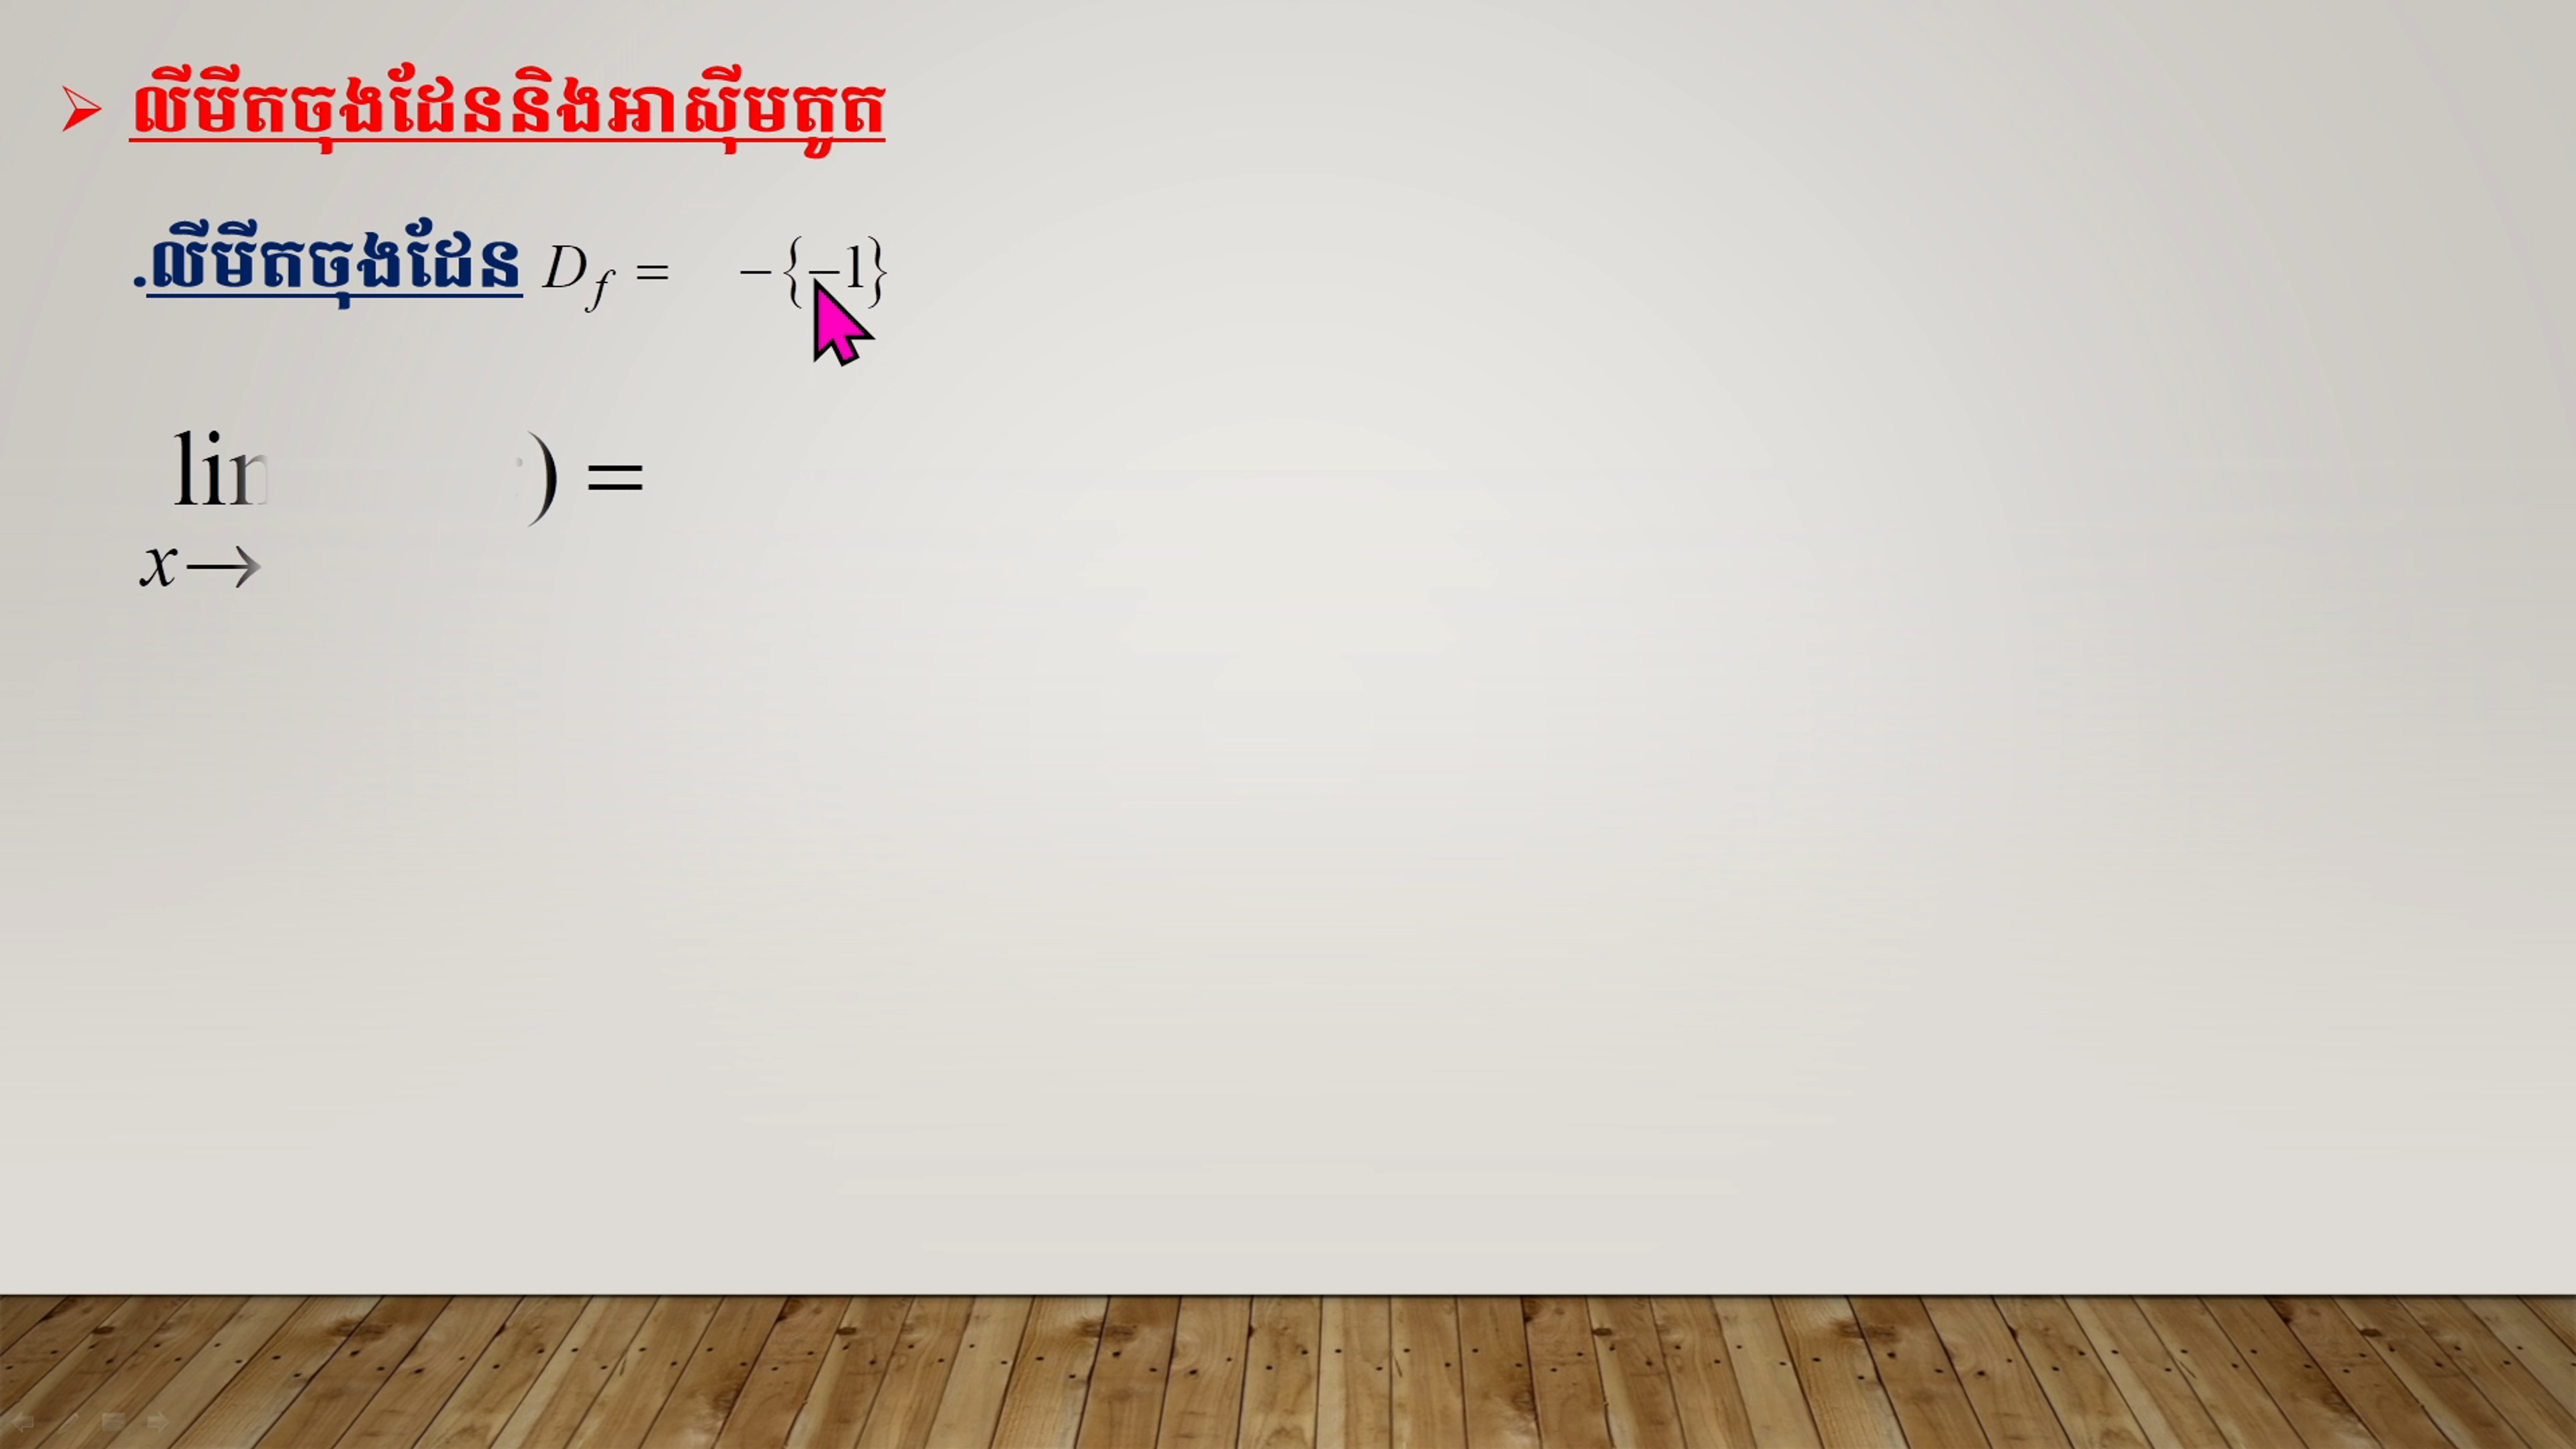 ➢ លីមីតចុងដែននិងអាស៊ីមតូត
.លីមីតចុងដែន D_f = −{−1}
lim ) =
x→